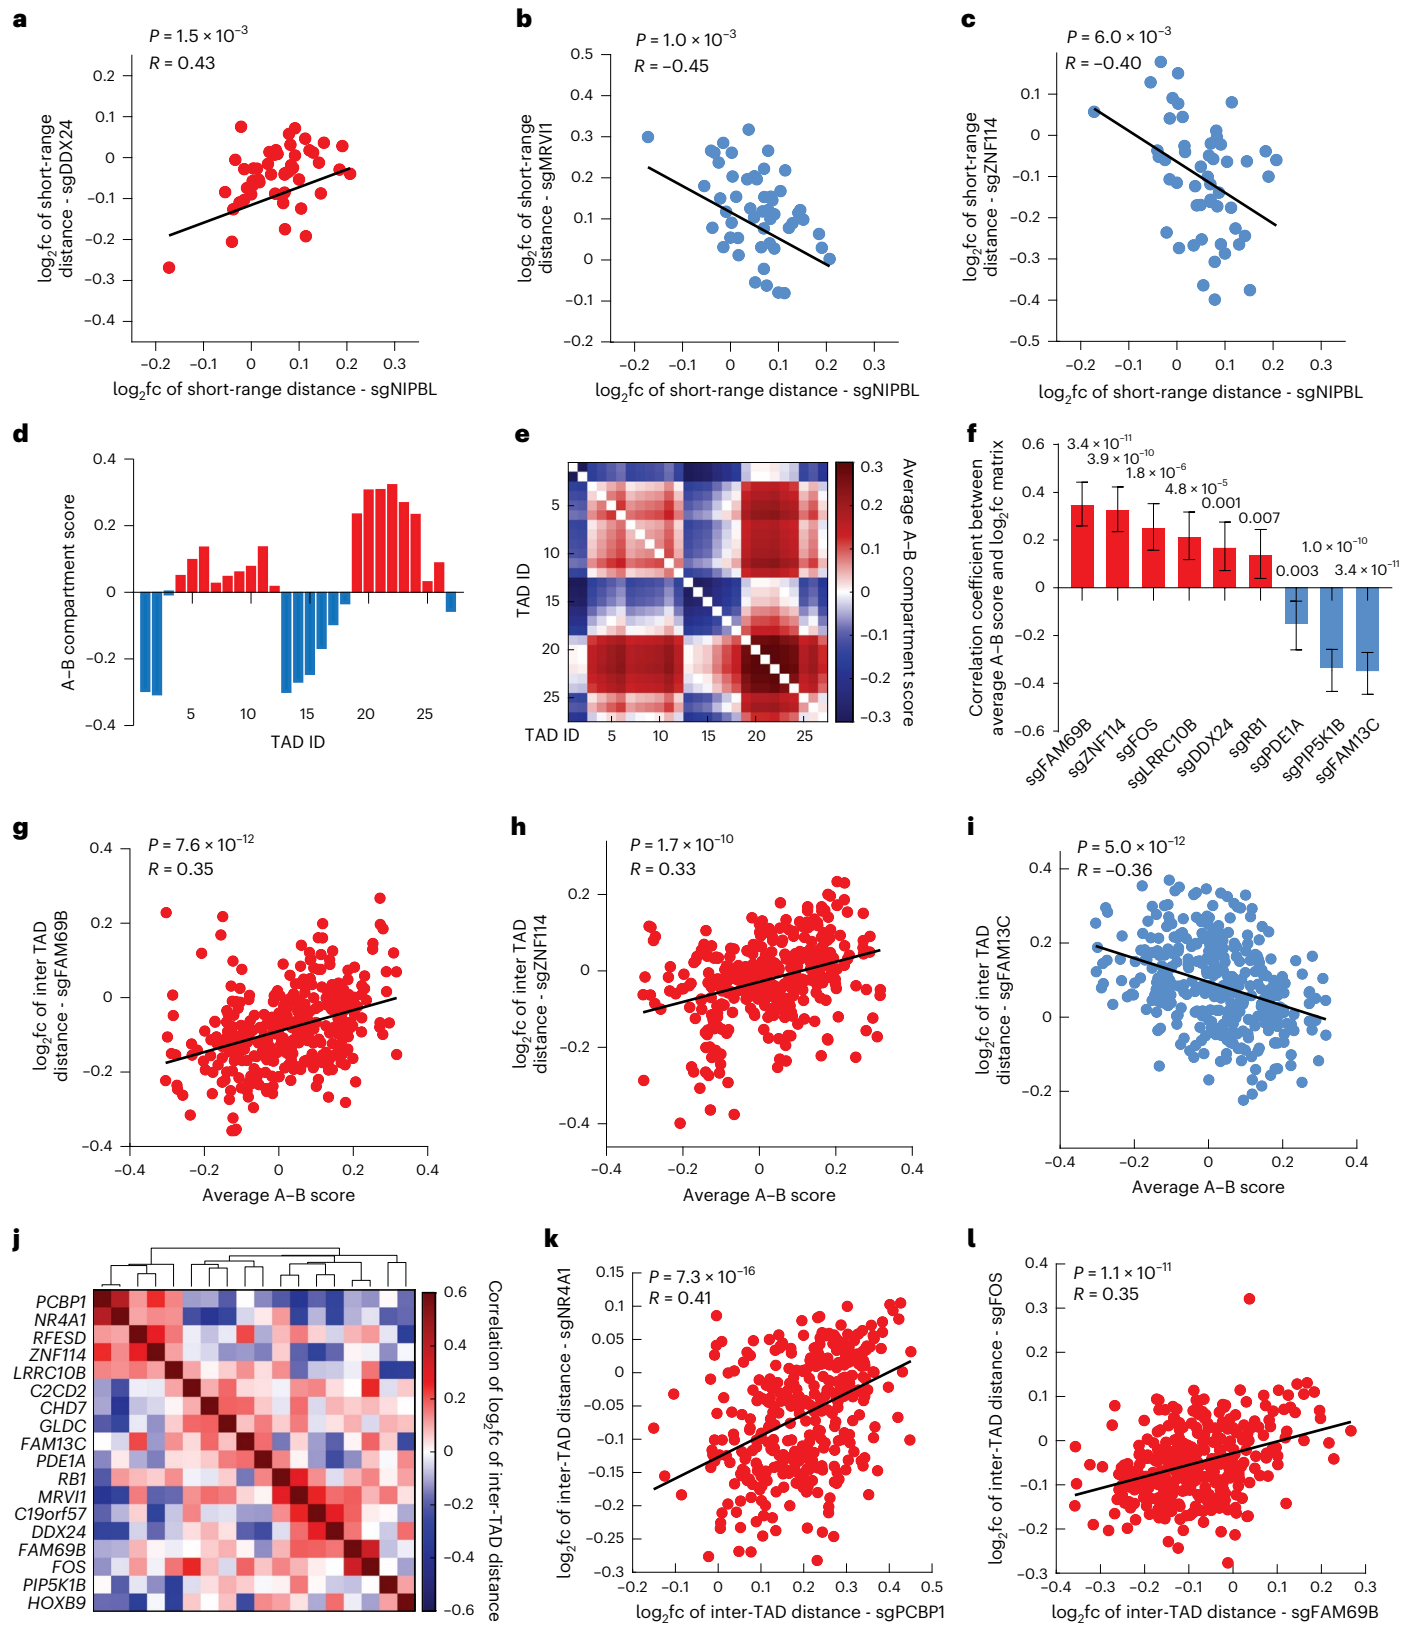 a
P = 1.5 × 10⁻³
R = 0.43
log₂fc of short-range
distance - sgDDX24
0.2
0.1
0
–0.1
–0.2
–0.3
–0.4
–0.2 –0.1 0 0.1 0.2 0.3
log₂fc of short-range distance - sgNIPBL
b
P = 1.0 × 10⁻³
R = –0.45
log₂fc of short-range
distance - sgMRVI1
0.5
0.4
0.3
0.2
0.1
0
–0.1
–0.2
–0.2 –0.1 0 0.1 0.2 0.3
log₂fc of short-range distance - sgNIPBL
c
P = 6.0 × 10⁻³
R = –0.40
log₂fc of short-range
distance - sgZNF114
0.1
0
–0.1
–0.2
–0.3
–0.4
–0.5
–0.2 –0.1 0 0.1 0.2 0.3
log₂fc of short-range distance - sgNIPBL
d
A–B compartment score
0.4
0.2
0
–0.2
–0.4
5 10 15 20 25
TAD ID
e
TAD ID
5
10
15
20
25
TAD ID 5 10 15 20 25
0.3
0.2
0.1
0
–0.1
–0.2
–0.3
Average A–B compartment score
f
Correlation coefficient between
average A–B score and log₂fc matrix
0.6
0.4
0.2
0
–0.2
–0.4
–0.6
3.4 × 10⁻¹¹
3.9 × 10⁻¹⁰
1.8 × 10⁻⁶
4.8 × 10⁻⁵
0.001
0.007
0.003
1.0 × 10⁻¹⁰
3.4 × 10⁻¹¹
sgFAM69B
sgZNF114
sgFOS
sgLRRC10B
sgDDX24
sgRB1
sgPDE1A
sgPIP5K1B
sgFAM13C
g
P = 7.6 × 10⁻¹²
R = 0.35
log₂fc of inter TAD
distance - sgFAM69B
0.4
0.2
0
–0.2
–0.4
–0.4 –0.2 0 0.2 0.4
Average A–B score
h
P = 1.7 × 10⁻¹⁰
R = 0.33
log₂fc of inter TAD
distance - sgZNF114
0.2
0
–0.2
–0.4
–0.4 –0.2 0 0.2 0.4
Average A–B score
i
P = 5.0 × 10⁻¹²
R = –0.36
log₂fc of inter TAD
distance - sgFAM13C
0.4
0.2
0
–0.2
–0.4 –0.2 0 0.2 0.4
Average A–B score
j
PCBP1
NR4A1
RFESD
ZNF114
LRRC10B
C2CD2
CHD7
GLDC
FAM13C
PDE1A
RB1
MRVI1
C19orf57
DDX24
FAM69B
FOS
PIP5K1B
HOXB9
0.6
0.4
0.2
0
–0.2
–0.4
–0.6
Correlation of log₂fc of inter-TAD distance
k
P = 7.3 × 10⁻¹⁶
R = 0.41
log₂fc of inter-TAD distance - sgNR4A1
0.15
0.1
0.05
0
–0.05
–0.1
–0.15
–0.2
–0.25
–0.3
–0.2 –0.1 0 0.1 0.2 0.3 0.4 0.5
log₂fc of inter-TAD distance - sgPCBP1
l
P = 1.1 × 10⁻¹¹
R = 0.35
log₂fc of inter-TAD distance - sgFOS
0.4
0.3
0.2
0.1
0
–0.1
–0.2
–0.3
–0.4 –0.3 –0.2 –0.1 0 0.1 0.2 0.3
log₂fc of inter-TAD distance - sgFAM69B